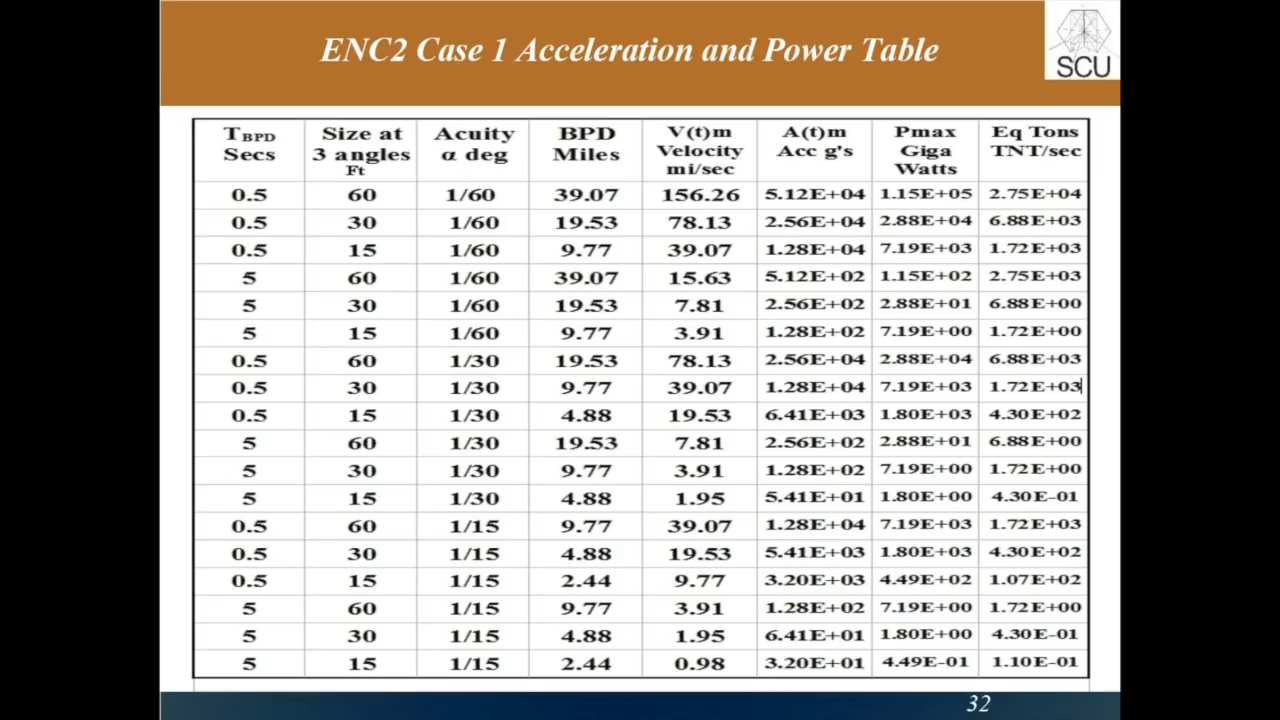 ENC2 Case 1 Acceleration and Power Table
SCU
TBPD Secs | Size at 3 angles Ft | Acuity α deg | BPD Miles | V(t)m Velocity mi/sec | A(t)m Acc g's | Pmax Giga Watts | Eq Tons TNT/sec
0.5 60 1/60 39.07 156.26 5.12E+04 1.15E+05 2.75E+04
0.5 30 1/60 19.53 78.13 2.56E+04 2.88E+04 6.88E+03
0.5 15 1/60 9.77 39.07 1.28E+04 7.19E+03 1.72E+03
5 60 1/60 39.07 15.63 5.12E+02 1.15E+02 2.75E+03
5 30 1/60 19.53 7.81 2.56E+02 2.88E+01 6.88E+00
5 15 1/60 9.77 3.91 1.28E+02 7.19E+00 1.72E+00
0.5 60 1/30 19.53 78.13 2.56E+04 2.88E+04 6.88E+03
0.5 30 1/30 9.77 39.07 1.28E+04 7.19E+03 1.72E+03
0.5 15 1/30 4.88 19.53 6.41E+03 1.80E+03 4.30E+02
5 60 1/30 19.53 7.81 2.56E+02 2.88E+01 6.88E+00
5 30 1/30 9.77 3.91 1.28E+02 7.19E+00 1.72E+00
5 15 1/30 4.88 1.95 5.41E+01 1.80E+00 4.30E-01
0.5 60 1/15 9.77 39.07 1.28E+04 7.19E+03 1.72E+03
0.5 30 1/15 4.88 19.53 5.41E+03 1.80E+03 4.30E+02
0.5 15 1/15 2.44 9.77 3.20E+03 4.49E+02 1.07E+02
5 60 1/15 9.77 3.91 1.28E+02 7.19E+00 1.72E+00
5 30 1/15 4.88 1.95 6.41E+01 1.80E+00 4.30E-01
5 15 1/15 2.44 0.98 3.20E+01 4.49E-01 1.10E-01
32